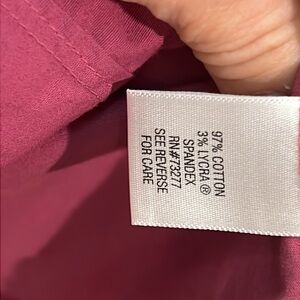 97% COTTON
3% LYCRA ®
SPANDEX
RN#73277
SEE REVERSE
FOR CARE